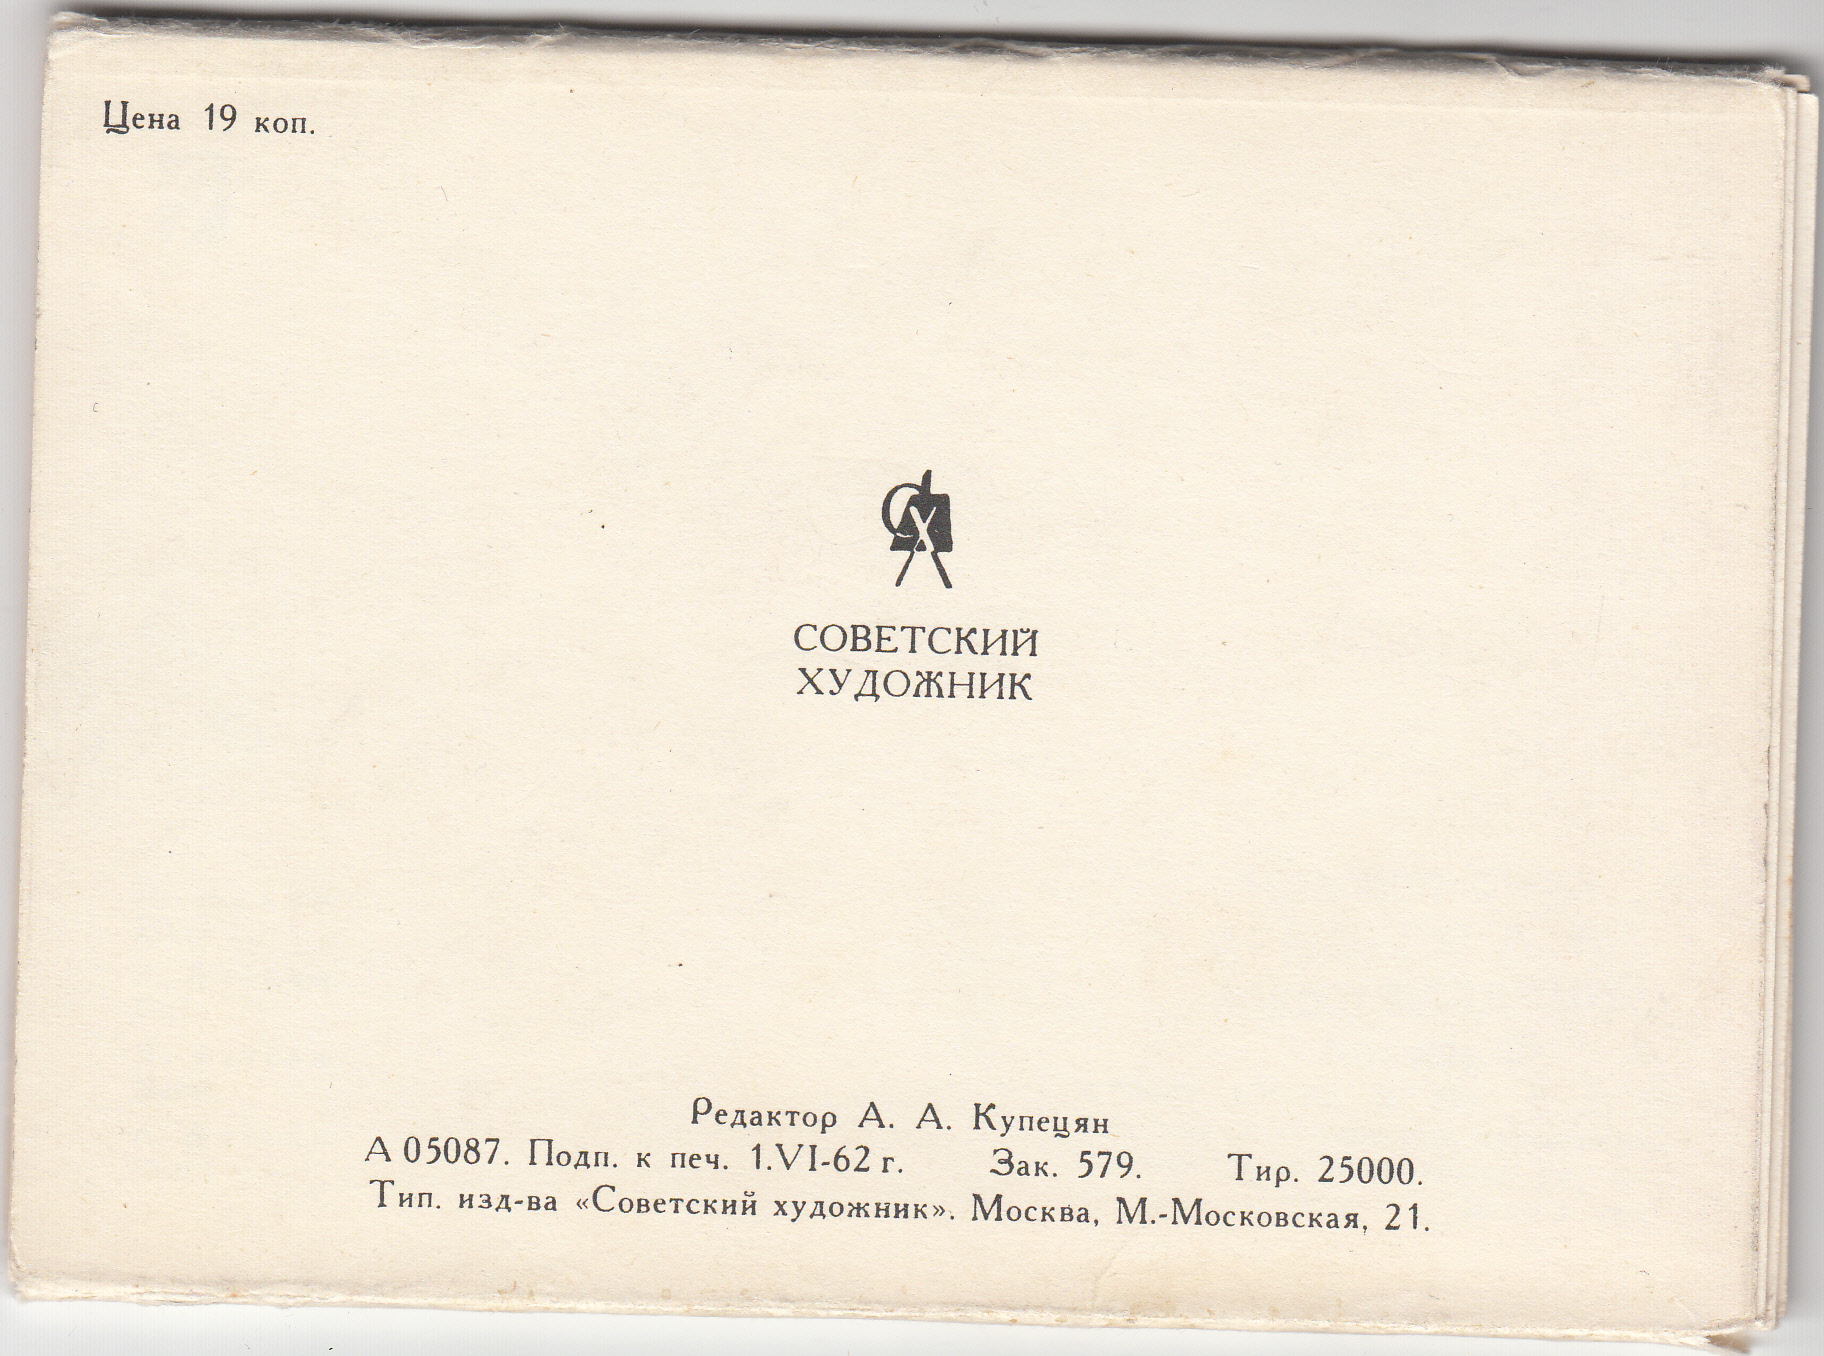 Цена 19 коп.
СХ
СОВЕТСКИЙ
ХУДОЖНИК
Редактор А. А. Купецян
А 05087. Подп. к печ. 1.VI-62 г. Зак. 579. Тир. 25000.
Тип. изд-ва «Советский художник». Москва, М.-Московская, 21.